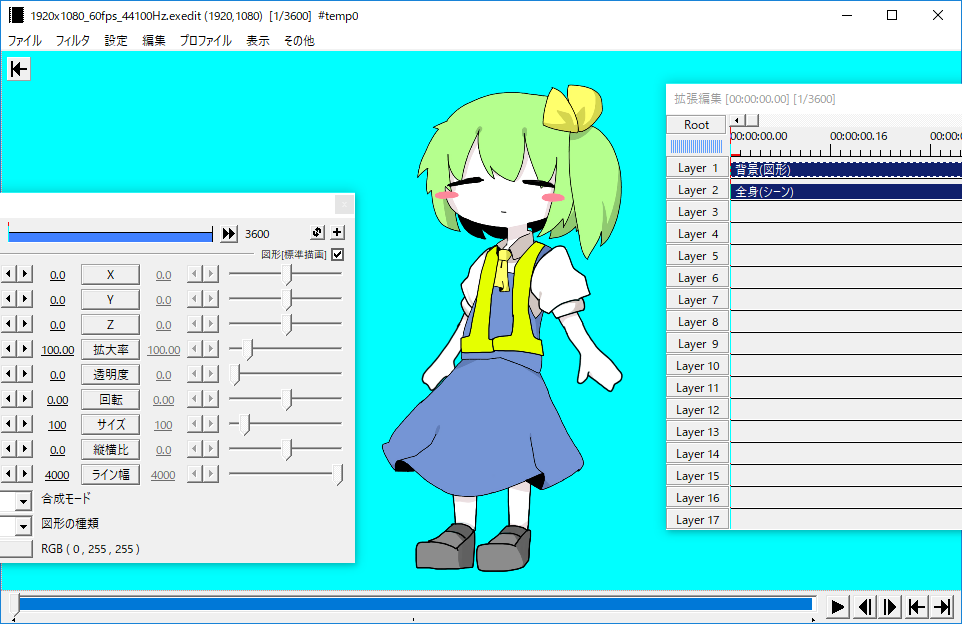 1920x1080_60fps_44100Hz.exedit (1920,1080) [1/3600] #temp0
ファイル フィルタ 設定 編集 プロファイル 表示 その他
拡張編集 [00:00:00.00] [1/3600]
Root
00:00:00.00 00:00:00.16 00:00:
Layer 1 背景(図形)
Layer 2 全身(シーン)
Layer 3
Layer 4
Layer 5
Layer 6
Layer 7
Layer 8
Layer 9
Layer 10
Layer 11
Layer 12
Layer 13
Layer 14
Layer 15
Layer 16
Layer 17
3600
図形[標準描画]
0.0 X 0.0
0.0 Y 0.0
0.0 Z 0.0
100.00 拡大率 100.00
0.0 透明度 0.0
0.00 回転 0.00
100 サイズ 100
0.0 縦横比 0.0
4000 ライン幅 4000
合成モード
図形の種類
RGB ( 0 , 255 , 255 )